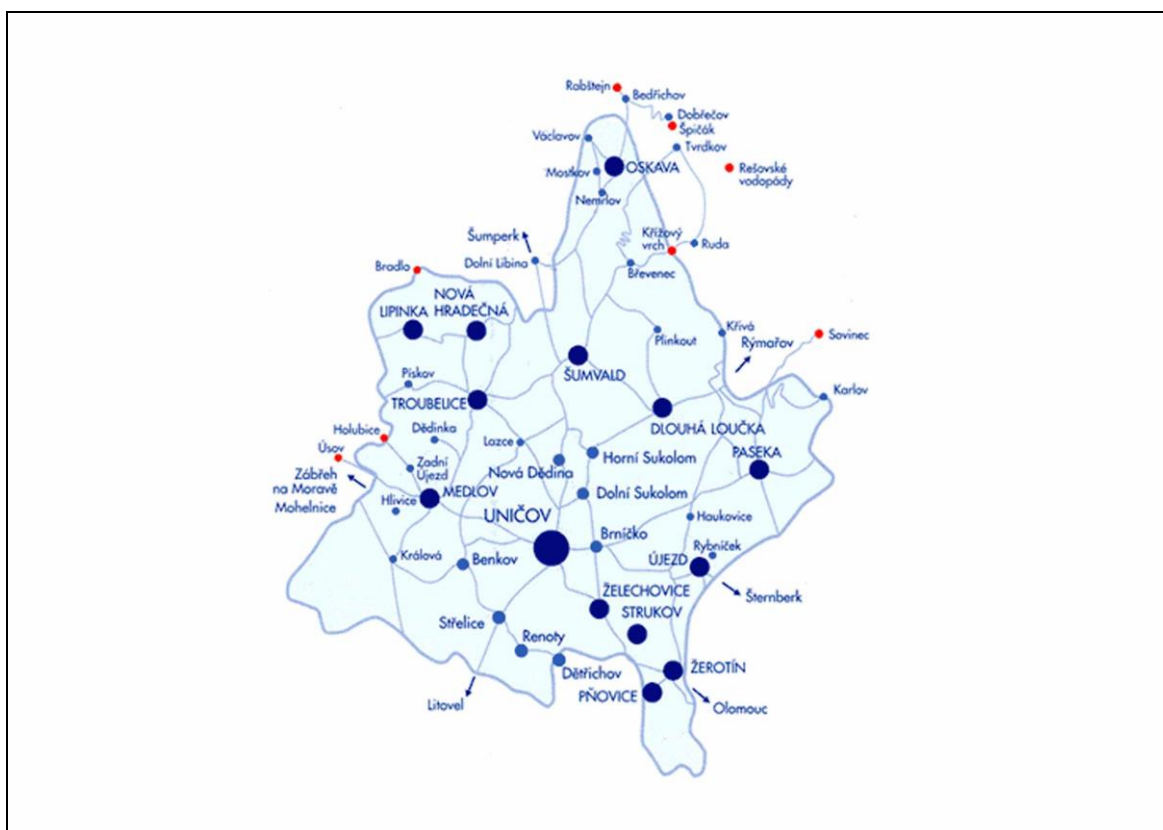 Rabštejn
Bedřichov
Dobřečov
Špičák
Václavov
Tvrdkov
OSKAVA
Mostkov
Rešovské
vodopády
Nemrlov
Šumperk
Křížový
vrch
Ruda
Dolní Libina
Bradlo
Břevenec
NOVÁ
HRADEČNÁ
LIPINKA
Křivá
Plinkout
Rýmařov
Sovinec
ŠUMVALD
Pískov
Karlov
TROUBELICE
DLOUHÁ LOUČKA
Holubice
Dědinka
Lazce
Úsov
PASEKA
Horní Sukolom
Zadní
Újezd
Nová Dědina
Zábřeh
na Moravě
Mohelnice
MEDLOV
Hlivice
Dolní Sukolom
UNIČOV
Haukovice
Brníčko
Rybníček
Králová
Benkov
ÚJEZD
ŽELECHOVICE
Šternberk
STRUKOV
Střelice
Renoty
ŽEROTÍN
Dětřichov
PŇOVICE
Litovel
Olomouc